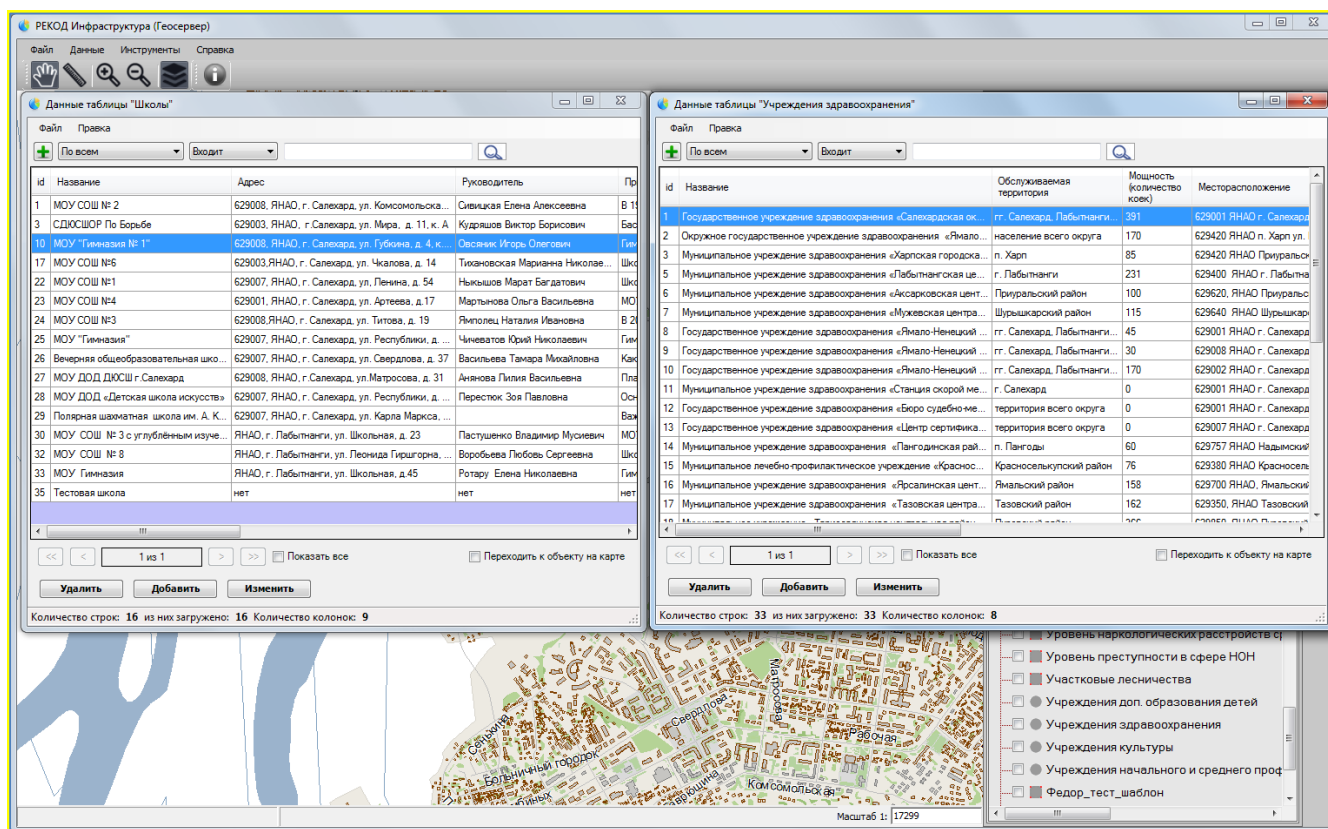 РЕКОД Инфраструктура (Геосервер)
Файл Данные Инструменты Справка
Данные таблицы "Школы"
Файл Правка
По всем Входит
id Название Адрес Руководитель Пр
1 МОУ СОШ № 2 629008, ЯНАО, г. Салехард, ул. Комсомольска... Сивицкая Елена Алексеевна В 19
3 СДЮСШОР По Борьбе 629003, ЯНАО, г. Салехард, ул. Мира, д. 11, к. А Кудряшов Виктор Борисович Бас
10 МОУ "Гимназия № 1" 629008, ЯНАО, г. Салехард, ул. Губкина, д. 4, к.... Овсяник Игорь Олегович Гим
17 МОУ СОШ №6 629003,ЯНАО, г. Салехард, ул. Чкалова, д. 14 Тихановская Марианна Николае... Шко
22 МОУ СОШ №1 629007, ЯНАО, г. Салехард, ул, Ленина, д. 54 Ныкышов Марат Багдатович Шко
23 МОУ СОШ №4 629001, ЯНАО, г. Салехард, ул. Артеева, д.17 Мартынова Ольга Васильевна МО
24 МОУ СОШ №3 629008,ЯНАО, г. Салехард, ул. Титова, д. 19 Ямполец Наталия Ивановна В 20
25 МОУ "Гимназия" 629007, ЯНАО, г. Салехард, ул. Республики, д. ... Чичеватов Юрий Николаевич Гим
26 Вечерняя общеобразовательная шко... 629007, ЯНАО, г. Салехард, ул. Свердлова, д. 37 Васильева Тамара Михайловна Как
27 МОУ ДОД ДЮСШ г.Салехард 629008, ЯНАО, г.Салехард, ул.Матросова, д. 31 Анянова Лилия Васильевна Пла
28 МОУ ДОД «Детская школа искусств» 629007, ЯНАО, г. Салехард, ул. Республики, д. ... Перестюк Зоя Павловна Осн
29 Полярная шахматная школа им. А. К... 629007, ЯНАО, г. Салехард, ул. Карла Маркса, ... Важ
30 МОУ СОШ № 3 с углублённым изуче... ЯНАО, г. Лабытнанги, ул. Школьная, д. 23 Пастушенко Владимир Мусиевич МО
32 МОУ СОШ № 8 ЯНАО, г. Лабытнанги, ул. Леонида Гиршгорна, ... Воробьева Любовь Сергеевна Шко
33 МОУ Гимназия ЯНАО, г. Лабытнанги, ул. Школьная, д.45 Ротару Елена Николаевна Гим
35 Тестовая школа нет нет нет
<< < 1 из 1 > >> Показать все Переходить к объекту на карте
Удалить Добавить Изменить
Количество строк: 16 из них загружено: 16 Количество колонок: 9
Данные таблицы "Учреждения здравоохранения"
Файл Правка
По всем Входит
id Название Обслуживаемая территория Мощность (количество коек) Месторасположение
1 Государственное учреждение здравоохранения «Салехардская ок... гг. Салехард, Лабытнанги... 391 629001 ЯНАО г. Салехард
2 Окружное государственное учреждение здравоохранения «Ямало... население всего округа 170 629420 ЯНАО п. Харп ул.
3 Муниципальное учреждение здравоохранения «Харпская городска... п. Харп 85 629420 ЯНАО Приуральск
5 Муниципальное учреждение здравоохранения «Лабытнангская це... г. Лабытнанги 231 629400 ЯНАО г. Лабытна
6 Муниципальное учреждение здравоохранения «Аксарковская цент... Приуральский район 100 629620, ЯНАО Приуральс
7 Муниципальное учреждение здравоохранения «Мужевская центра... Шурышкарский район 115 629640 ЯНАО Шурышкар
8 Государственное учреждение здравоохранения «Ямало-Ненецкий ... гг. Салехард, Лабытнанги... 45 629001 ЯНАО г. Салехард
9 Государственное учреждение здравоохранения «Ямало-Ненецкий ... гг. Салехард, Лабытнанги... 30 629008 ЯНАО г. Салехард
10 Государственное учреждение здравоохранения «Ямало-Ненецкий ... гг. Салехард, Лабытнанги... 170 629002 ЯНАО г. Салехард
11 Муниципальное учреждение здравоохранения «Станция скорой ме... г. Салехард 0 629001 ЯНАО г. Салехард
12 Государственное учреждение здравоохранения «Бюро судебно-ме... территория всего округа 0 629001 ЯНАО г. Салехард
13 Государственное учреждение здравоохранения «Центр сертифика... территория всего округа 0 629007 ЯНАО г. Салехард
14 Муниципальное учреждение здравоохранения «Пангодинская рай... п. Пангоды 60 629757 ЯНАО Надымский
15 Муниципальное лечебно-профилактическое учреждение «Краснос... Красноселькупский район 76 629380 ЯНАО Красносель
16 Муниципальное учреждение здравоохранения «Ярсалинская цент... Ямальский район 158 629700 ЯНАО, Ямальский
17 Муниципальное учреждение здравоохранения «Тазовская центра... Тазовский район 162 629350, ЯНАО Тазовский
<< < 1 из 1 > >> Показать все Переходить к объекту на карте
Удалить Добавить Изменить
Количество строк: 33 из них загружено: 33 Количество колонок: 8
Уровень наркологических расстройств ср
Уровень преступности в сфере НОН
Участковые лесничества
Учреждения доп. образования детей
Учреждения здравоохранения
Учреждения культуры
Учреждения начального и среднего проф
Федор_тест_шаблон
Матросова
Свердлова
Сенькина
Рабочая
Больничный городок
Комсомольская
Масштаб 1: 17299